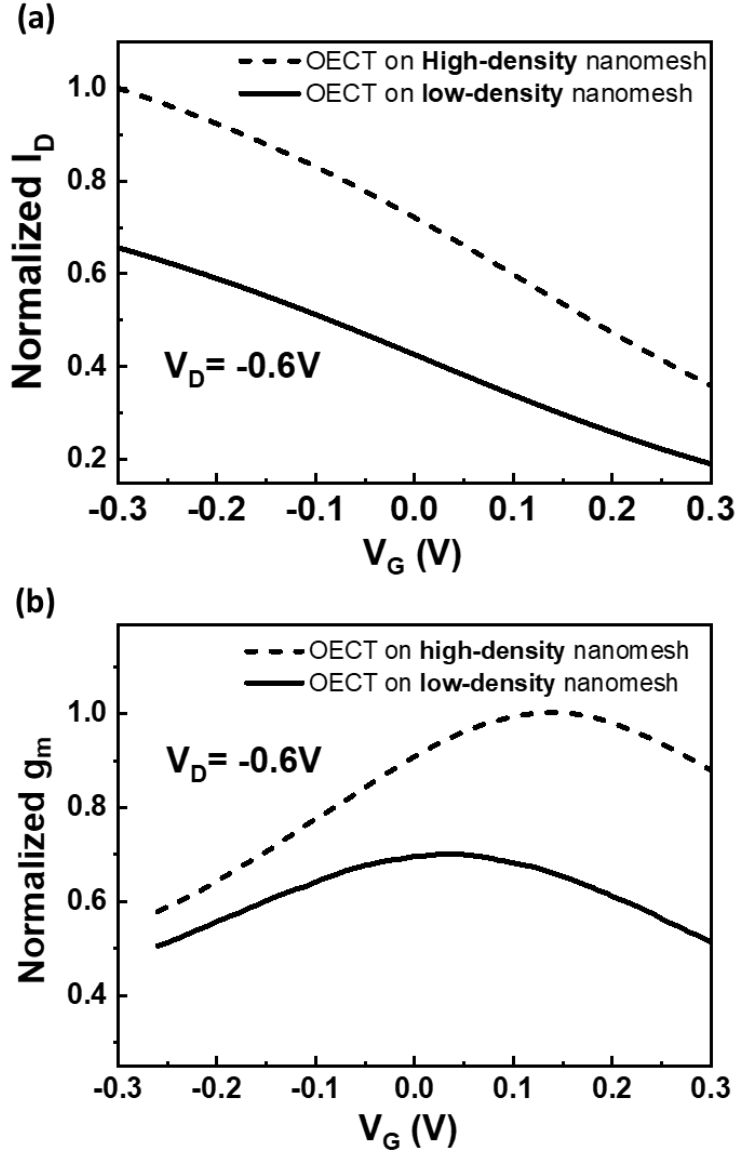 (a)
OECT on High-density nanomesh
OECT on low-density nanomesh
1.0
0.8
0.6
0.4
0.2
Normalized I_D
V_D= -0.6V
-0.3 -0.2 -0.1 0.0 0.1 0.2 0.3
V_G (V)
(b)
OECT on high-density nanomesh
OECT on low-density nanomesh
1.0
0.8
0.6
0.4
Normalized g_m
V_D= -0.6V
-0.3 -0.2 -0.1 0.0 0.1 0.2 0.3
V_G (V)